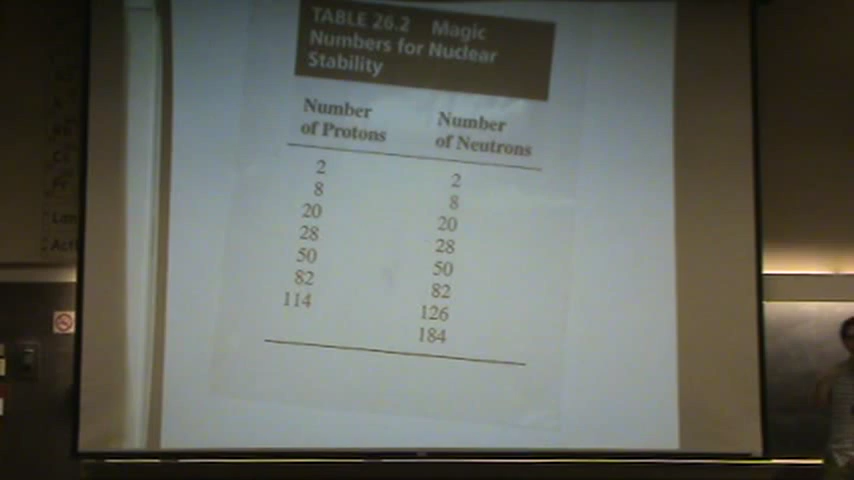 TABLE 26.2 Magic
Numbers for Nuclear
Stability
Number
of Protons
Number
of Neutrons
2 2
8 8
20 20
28 28
50 50
82 82
114 126
184